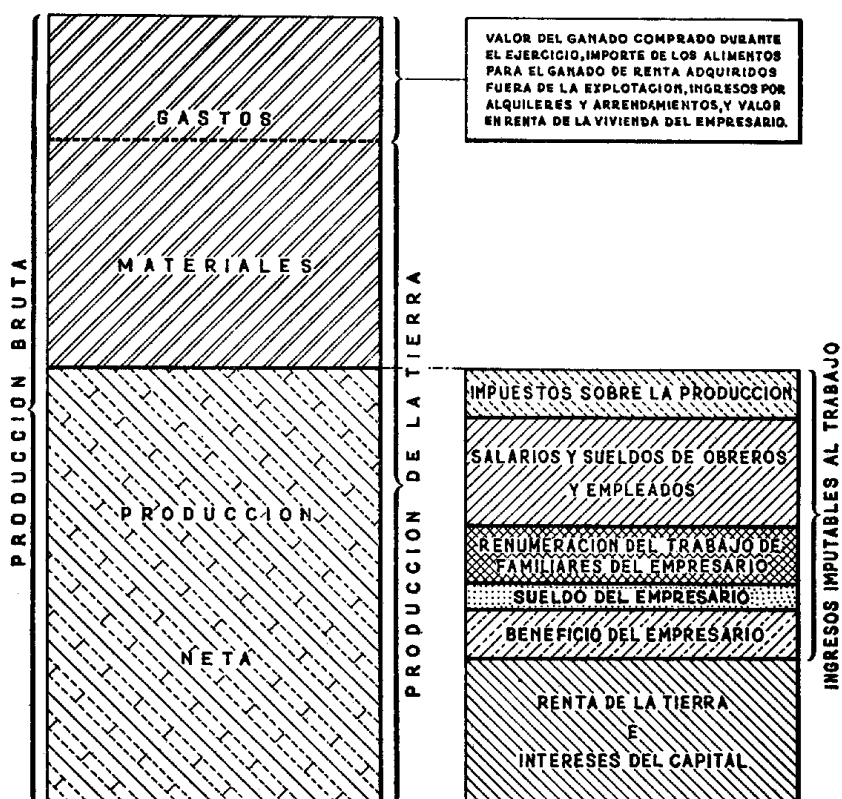 PRODUCCION BRUTA
GASTOS
MATERIALES
PRODUCCION
NETA
PRODUCCION DE LA TIERRA
VALOR DEL GANADO COMPRADO DURANTE
EL EJERCICIO, IMPORTE DE LOS ALIMENTOS
PARA EL GANADO DE RENTA ADQUIRIDOS
FUERA DE LA EXPLOTACION, INGRESOS POR
ALQUILERES Y ARRENDAMIENTOS, Y VALOR
EN RENTA DE LA VIVIENDA DEL EMPRESARIO.
IMPUESTOS SOBRE LA PRODUCCION
SALARIOS Y SUELDOS DE OBREROS
Y EMPLEADOS
RENUMERACION DEL TRABAJO DE
FAMILIARES DEL EMPRESARIO
SUELDO DEL EMPRESARIO
BENEFICIO DEL EMPRESARIO
RENTA DE LA TIERRA
E
INTERESES DEL CAPITAL
INGRESOS IMPUTABLES AL TRABAJO